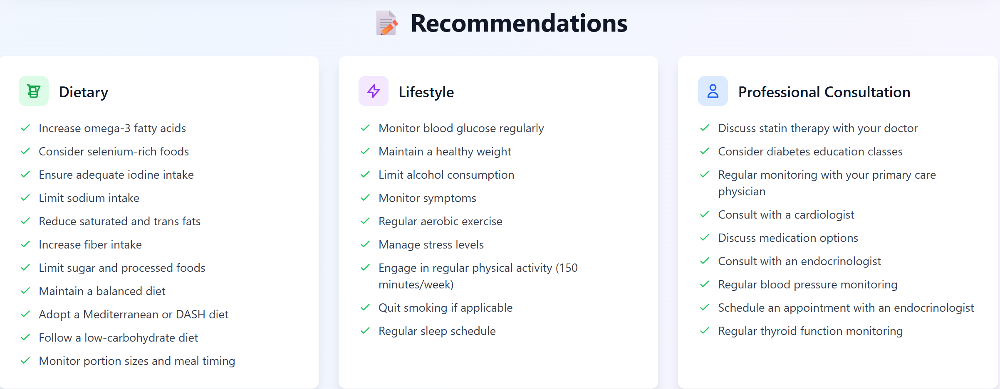 Recommendations
Dietary
Increase omega-3 fatty acids
Consider selenium-rich foods
Ensure adequate iodine intake
Limit sodium intake
Reduce saturated and trans fats
Increase fiber intake
Limit sugar and processed foods
Maintain a balanced diet
Adopt a Mediterranean or DASH diet
Follow a low-carbohydrate diet
Monitor portion sizes and meal timing
Lifestyle
Monitor blood glucose regularly
Maintain a healthy weight
Limit alcohol consumption
Monitor symptoms
Regular aerobic exercise
Manage stress levels
Engage in regular physical activity (150
minutes/week)
Quit smoking if applicable
Regular sleep schedule
Professional Consultation
Discuss statin therapy with your doctor
Consider diabetes education classes
Regular monitoring with your primary care
physician
Consult with a cardiologist
Discuss medication options
Consult with an endocrinologist
Regular blood pressure monitoring
Schedule an appointment with an endocrinologist
Regular thyroid function monitoring